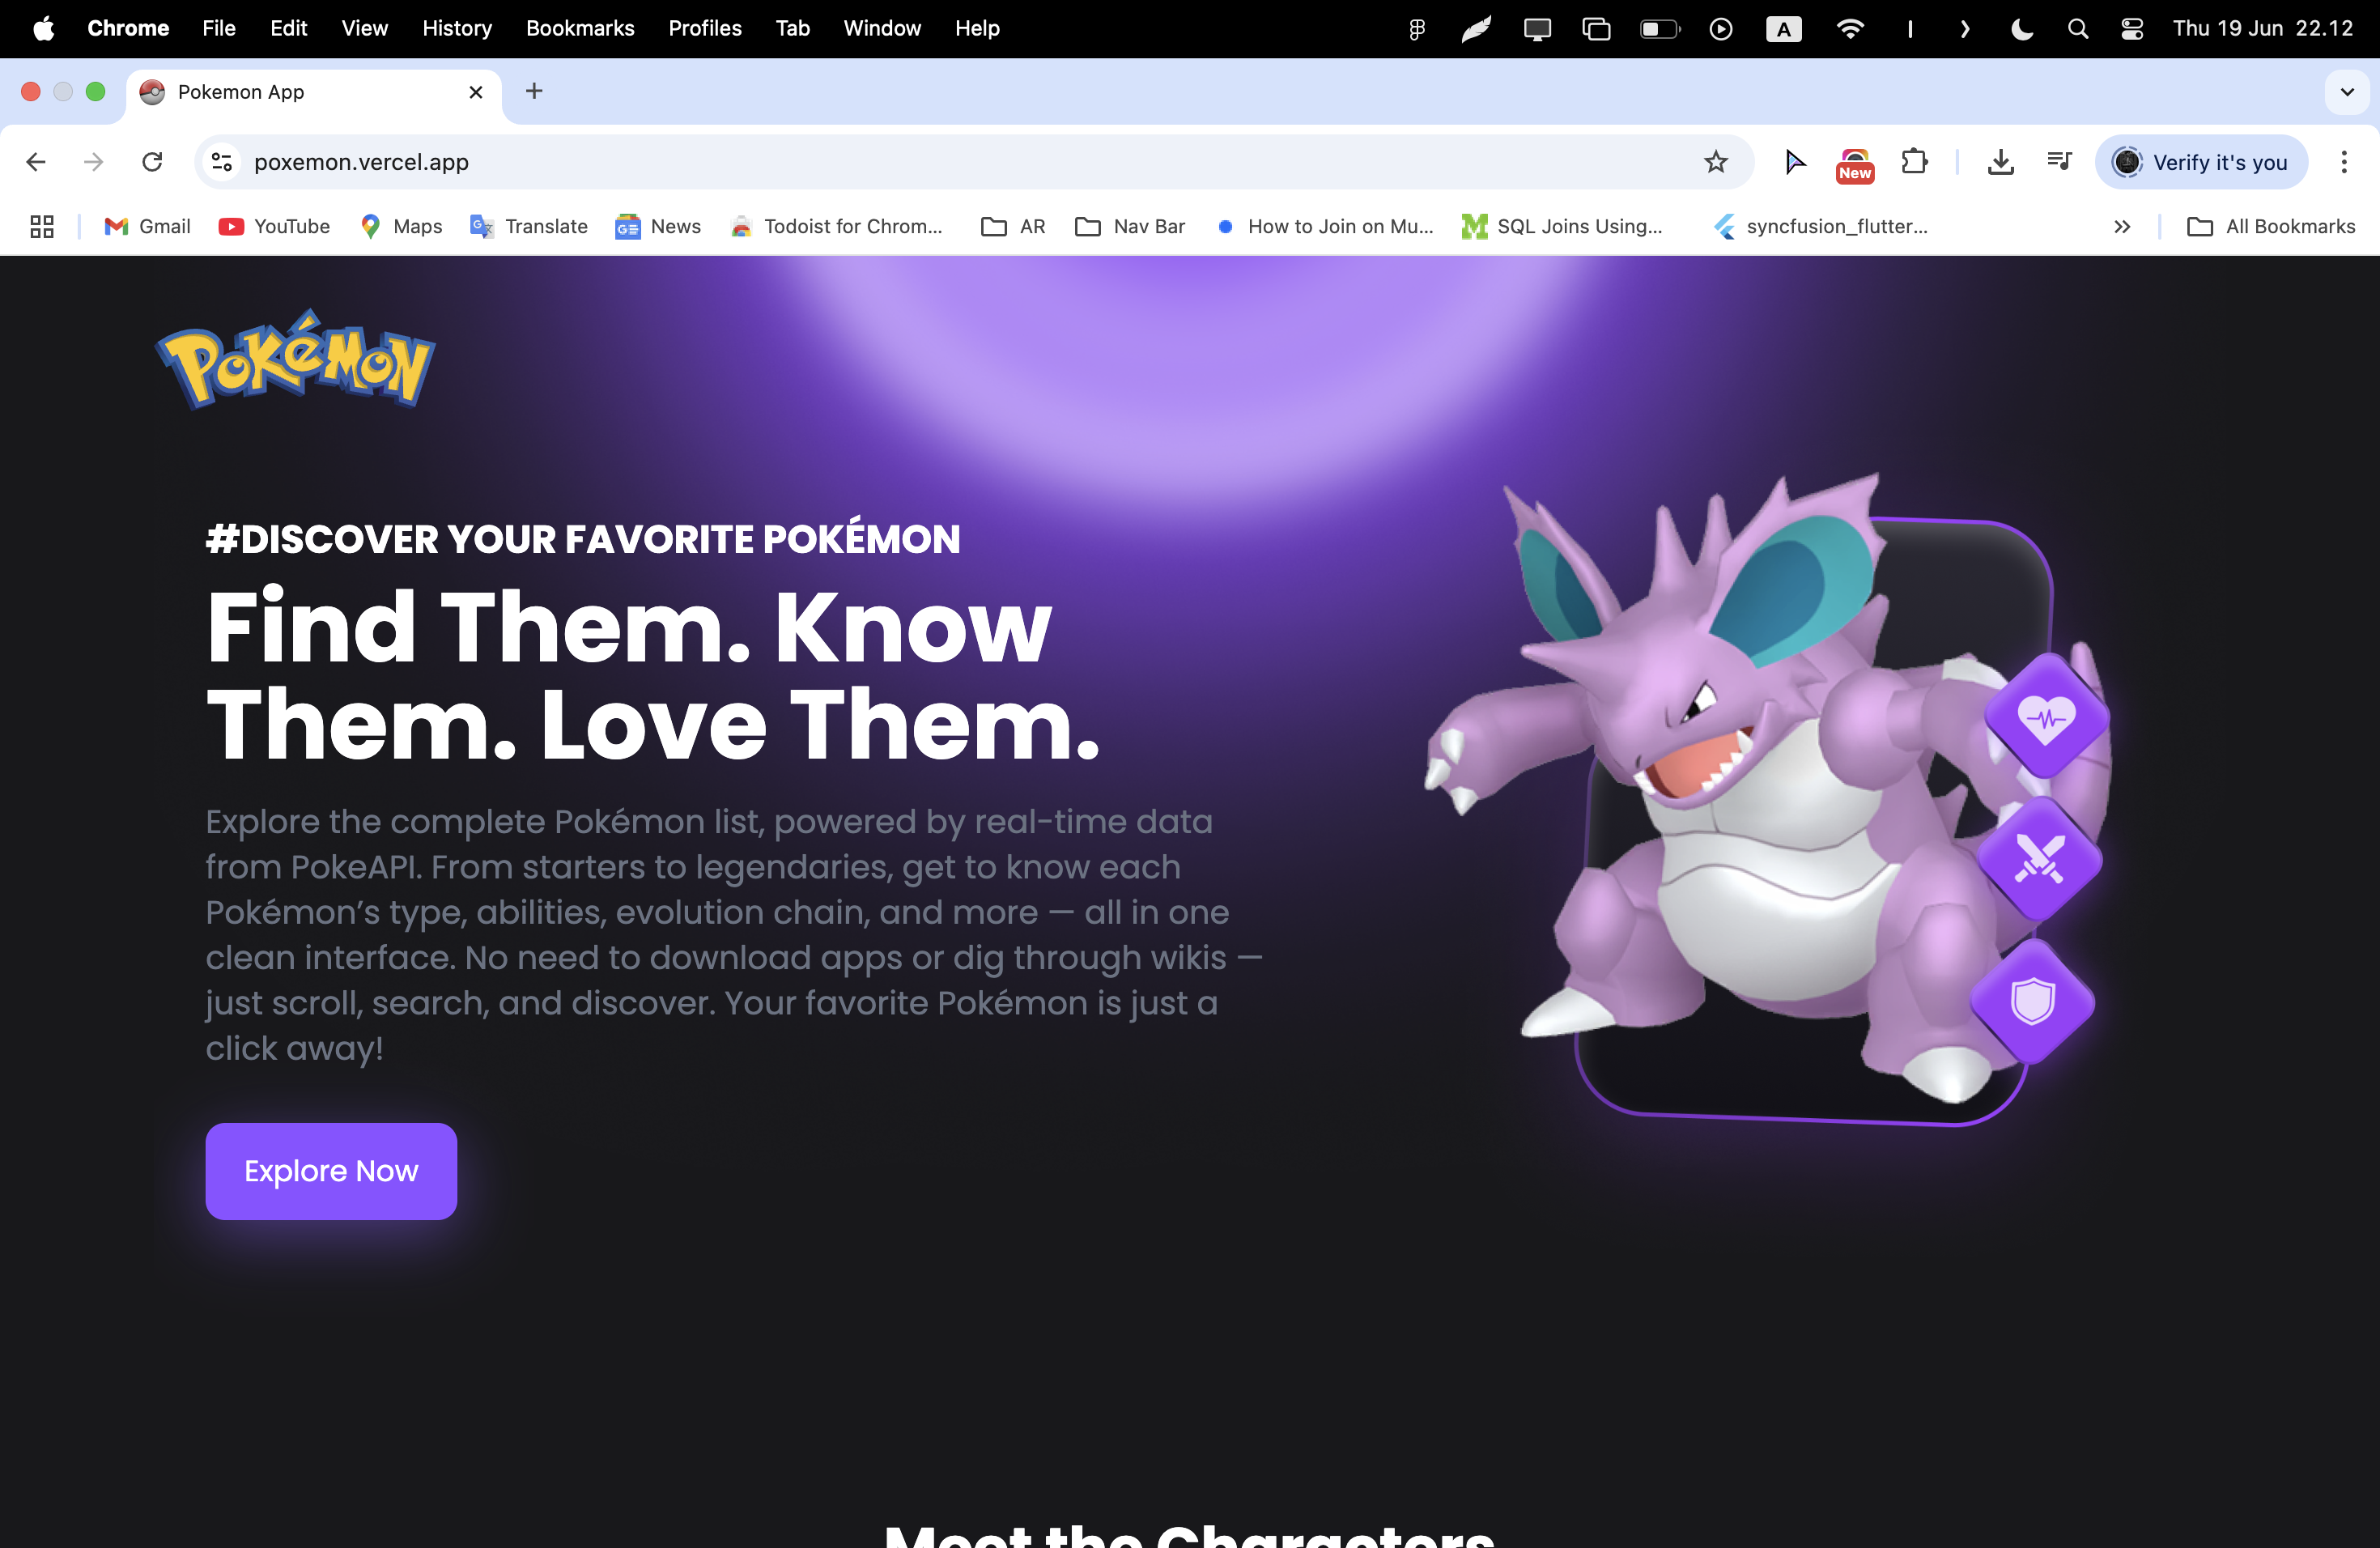 Chrome File Edit View History Bookmarks Profiles Tab Window Help A Thu 19 Jun 22.12
Pokemon App
poxemon.vercel.app New Verify it's you
Gmail YouTube Maps Translate News Todoist for Chrom... AR Nav Bar How to Join on Mu... SQL Joins Using... syncfusion_flutter... All Bookmarks
Pokémon
#DISCOVER YOUR FAVORITE POKÉMON
Find Them. Know
Them. Love Them.
Explore the complete Pokémon list, powered by real-time data
from PokeAPI. From starters to legendaries, get to know each
Pokémon’s type, abilities, evolution chain, and more — all in one
clean interface. No need to download apps or dig through wikis —
just scroll, search, and discover. Your favorite Pokémon is just a
click away!
Explore Now
Meet the Characters